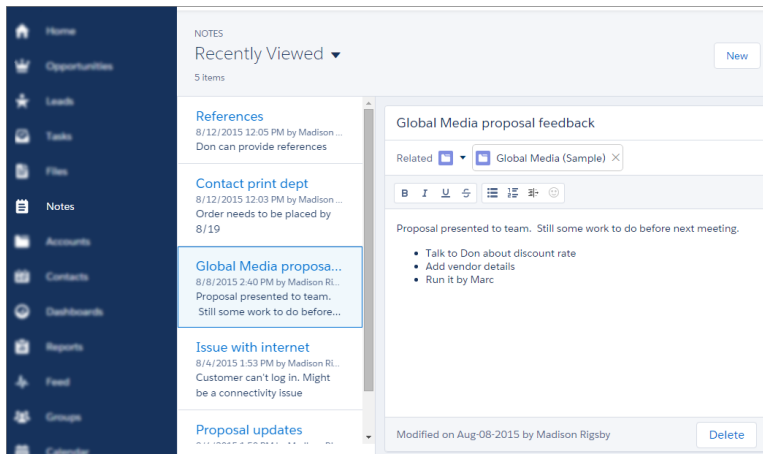 Home
Opportunities
Leads
Tasks
Files
Notes
Accounts
Contacts
Dashboards
Reports
Feed
Groups
Calendar
NOTES
Recently Viewed
5 items
New
References
8/12/2015 12:05 PM by Madison ...
Don can provide references
Contact print dept
8/12/2015 12:03 PM by Madison ...
Order needs to be placed by
8/19
Global Media proposa...
8/8/2015 2:40 PM by Madison Ri...
Proposal presented to team.
Still some work to do before...
Issue with internet
8/4/2015 1:53 PM by Madison Ri...
Customer can't log in. Might
be a connectivity issue
Proposal updates
Global Media proposal feedback
Related
Global Media (Sample)
B I U S
Proposal presented to team.  Still some work to do before next meeting.
• Talk to Don about discount rate
• Add vendor details
• Run it by Marc
Modified on Aug-08-2015 by Madison Rigsby
Delete